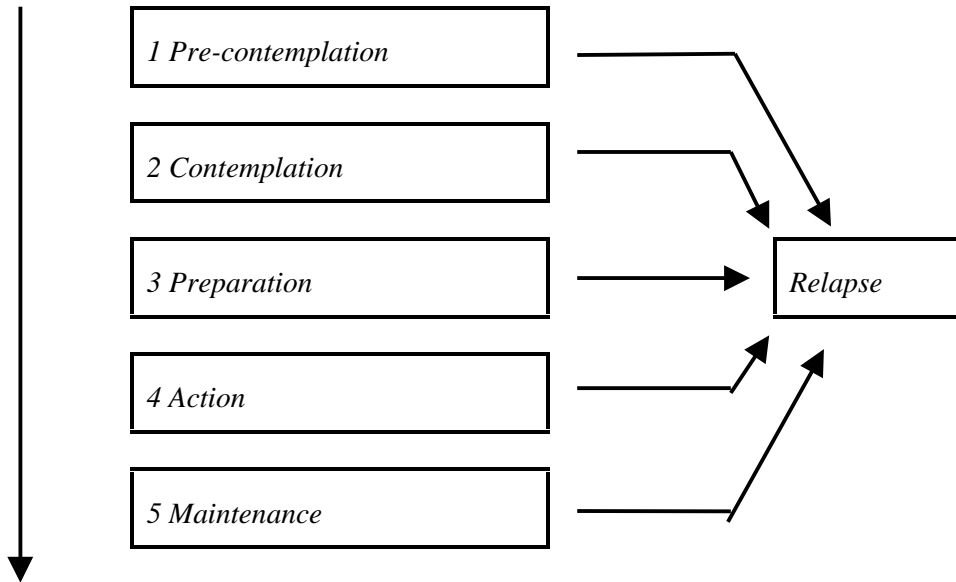 1 Pre-contemplation
2 Contemplation
3 Preparation
Relapse
4 Action
5 Maintenance